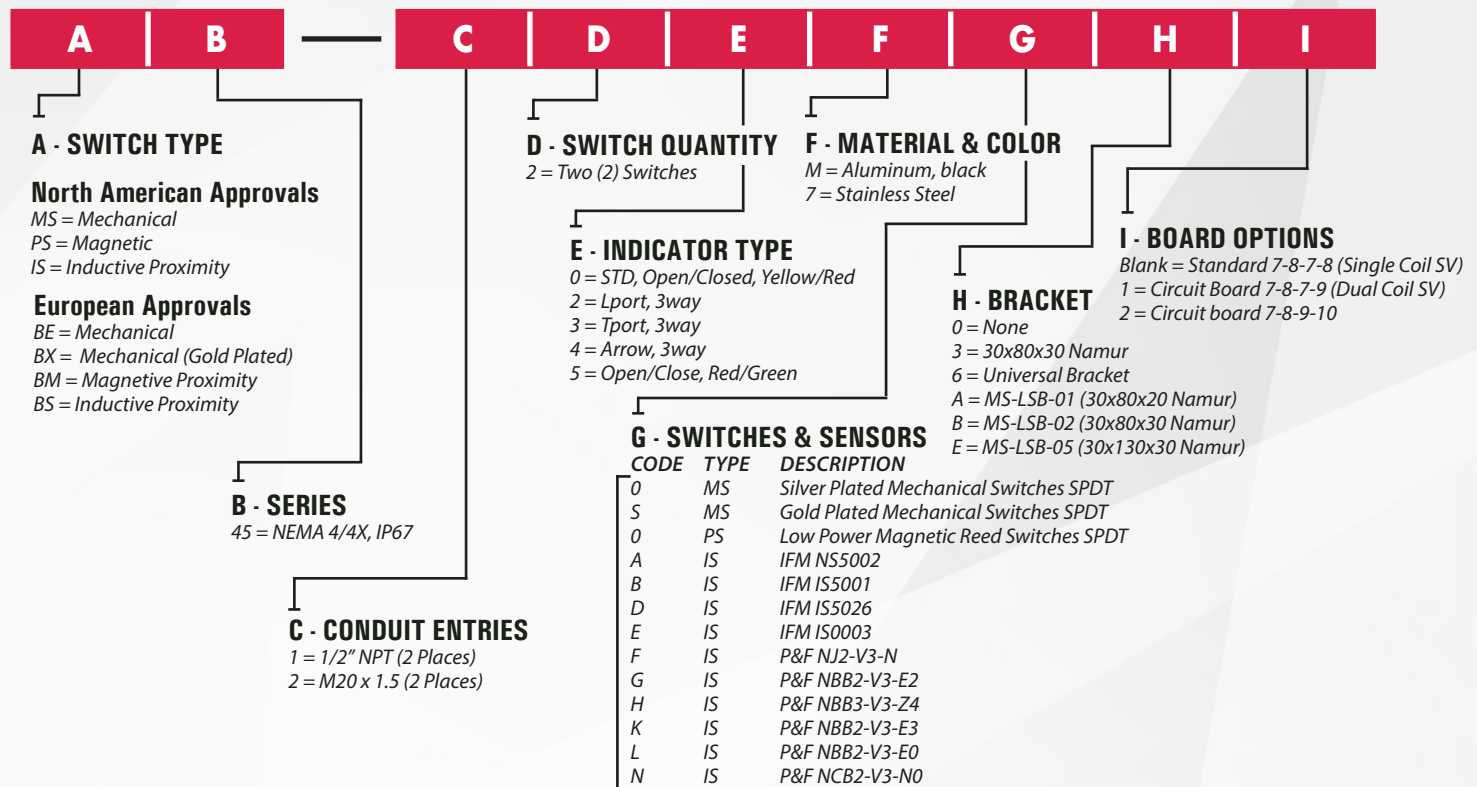 A B — C D E F G H I
A - SWITCH TYPE
North American Approvals
MS = Mechanical
PS = Magnetic
IS = Inductive Proximity
European Approvals
BE = Mechanical
BX = Mechanical (Gold Plated)
BM = Magnetive Proximity
BS = Inductive Proximity
B - SERIES
45 = NEMA 4/4X, IP67
C - CONDUIT ENTRIES
1 = 1/2” NPT (2 Places)
2 = M20 x 1.5 (2 Places)
D - SWITCH QUANTITY
2 = Two (2) Switches
E - INDICATOR TYPE
0 = STD, Open/Closed, Yellow/Red
2 = Lport, 3way
3 = Tport, 3way
4 = Arrow, 3way
5 = Open/Close, Red/Green
F - MATERIAL & COLOR
M = Aluminum, black
7 = Stainless Steel
G - SWITCHES & SENSORS
CODE TYPE DESCRIPTION
0 MS Silver Plated Mechanical Switches SPDT
S MS Gold Plated Mechanical Switches SPDT
0 PS Low Power Magnetic Reed Switches SPDT
A IS IFM NS5002
B IS IFM IS5001
D IS IFM IS5026
E IS IFM IS0003
F IS P&F NJ2-V3-N
G IS P&F NBB2-V3-E2
H IS P&F NBB3-V3-Z4
K IS P&F NBB2-V3-E3
L IS P&F NBB2-V3-E0
N IS P&F NCB2-V3-N0
H - BRACKET
0 = None
3 = 30x80x30 Namur
6 = Universal Bracket
A = MS-LSB-01 (30x80x20 Namur)
B = MS-LSB-02 (30x80x30 Namur)
E = MS-LSB-05 (30x130x30 Namur)
I - BOARD OPTIONS
Blank = Standard 7-8-7-8 (Single Coil SV)
1 = Circuit Board 7-8-7-9 (Dual Coil SV)
2 = Circuit board 7-8-9-10